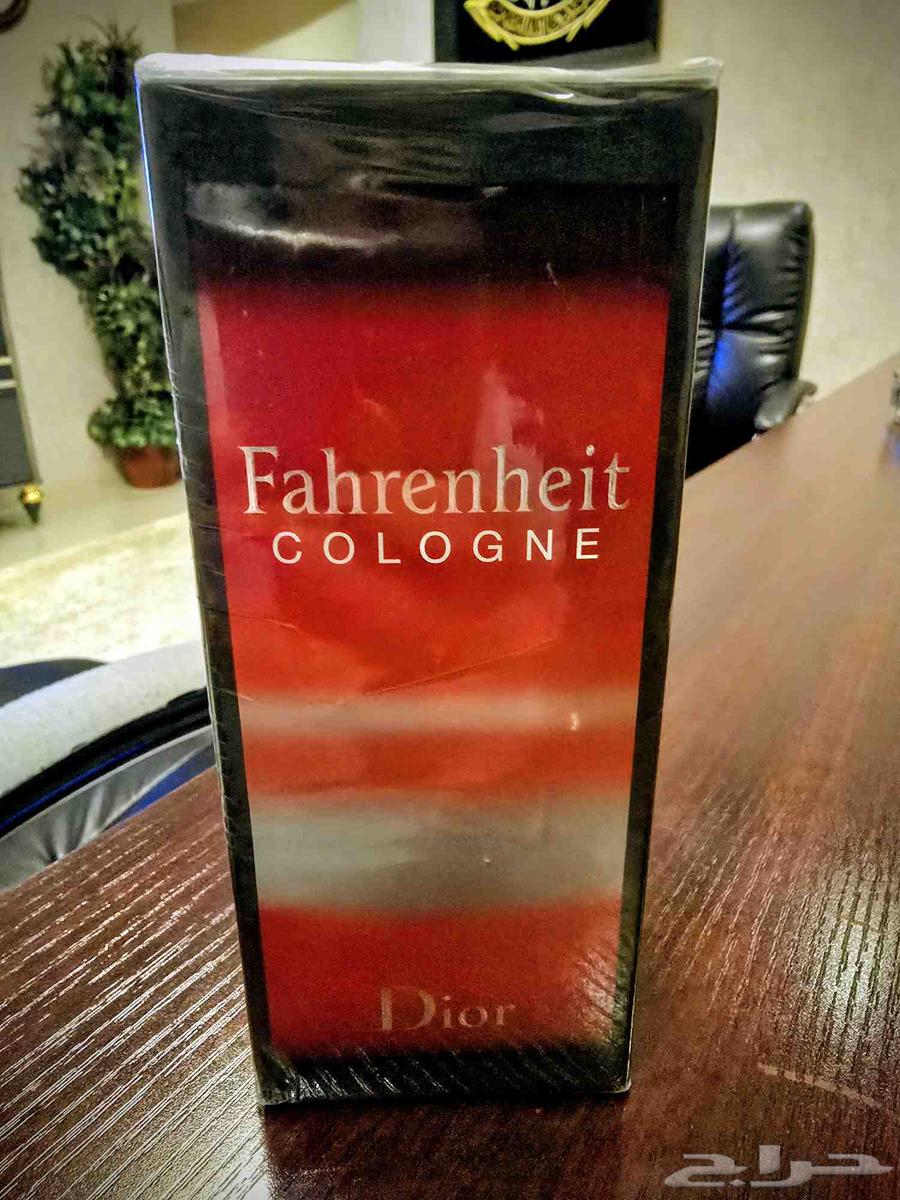 Fahrenheit
COLOGNE
Dior
حراج